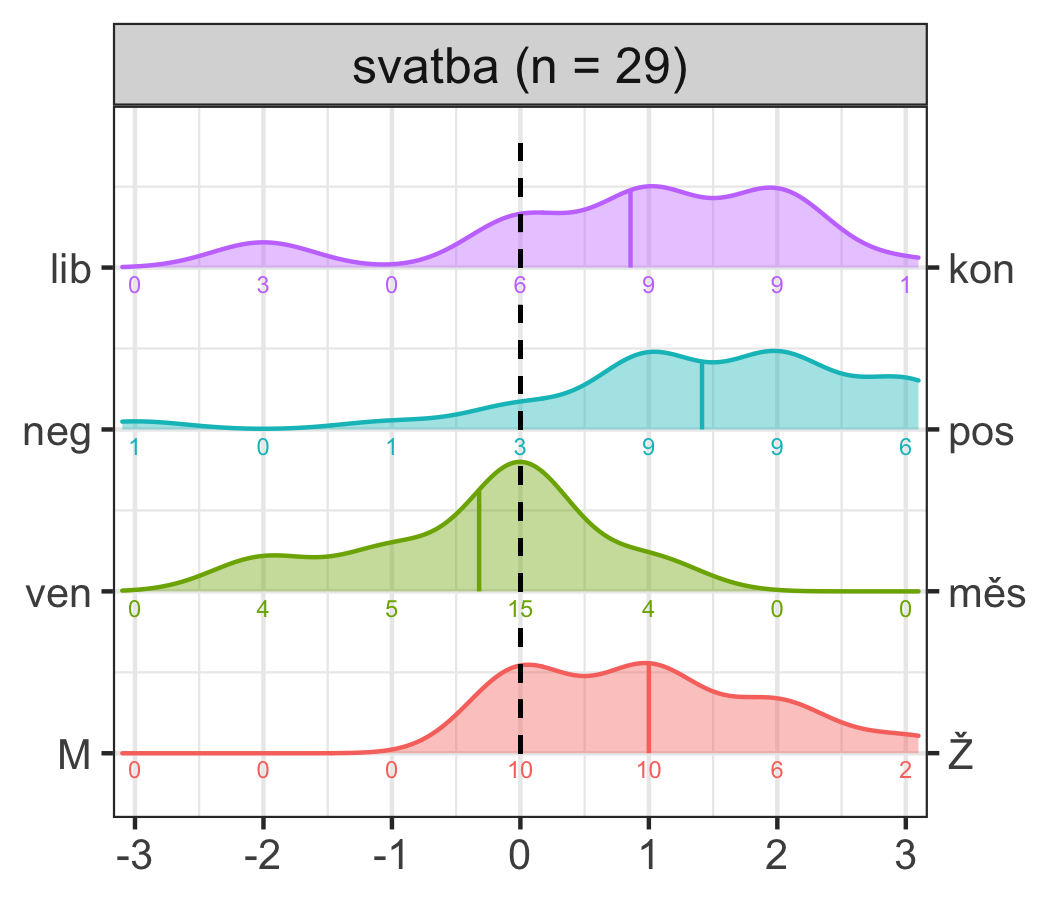 svatba (n = 29)
lib kon
0 3 0 6 9 9 1
neg pos
1 0 1 3 9 9 6
ven měs
0 4 5 15 4 0 0
M Ž
0 0 0 10 10 6 2
-3 -2 -1 0 1 2 3